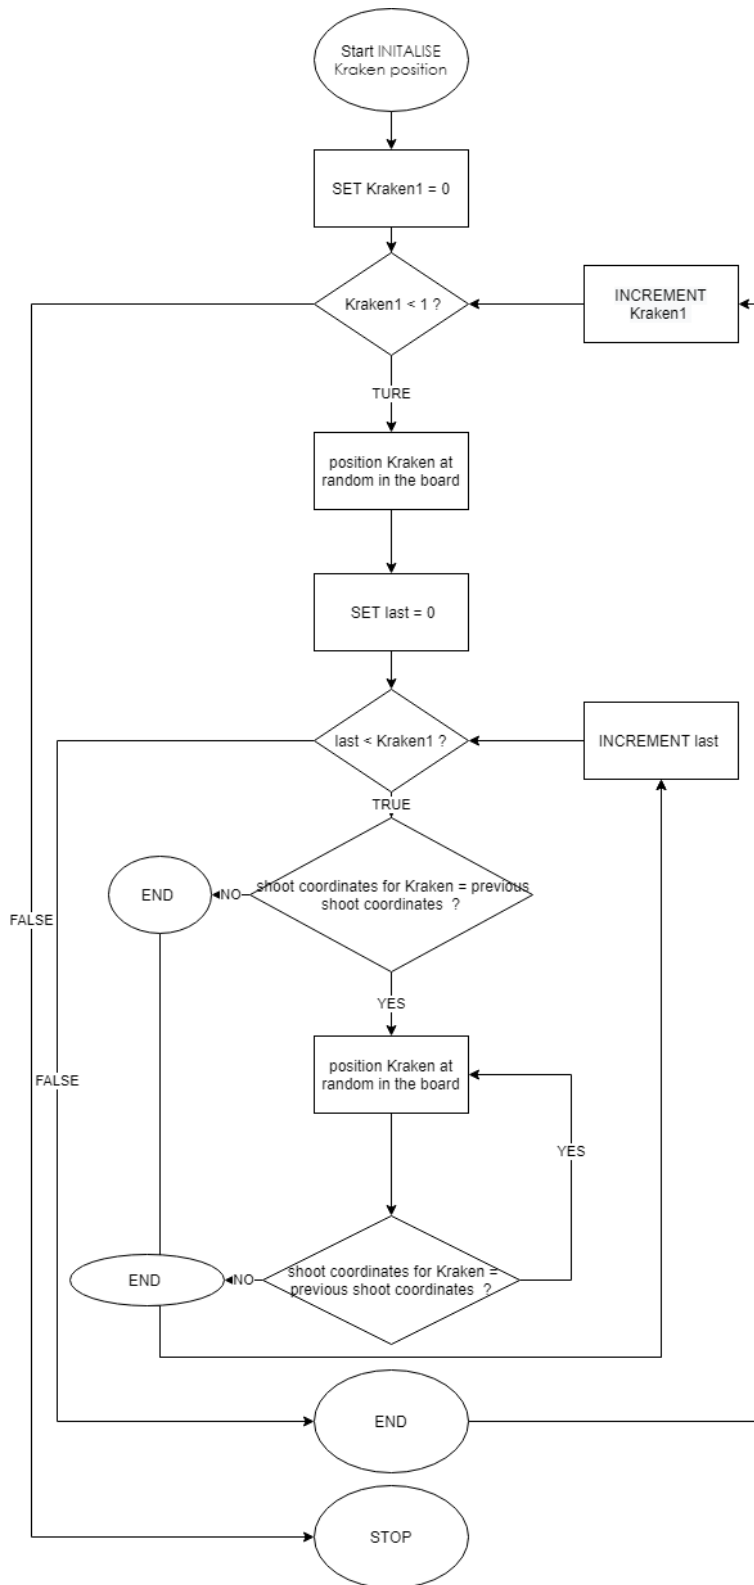 Start INITALISE
Kraken position
SET Kraken1 = 0
Kraken1 < 1 ?
INCREMENT
Kraken1
TURE
position Kraken at
random in the board
SET last = 0
last < Kraken1 ?
INCREMENT last
TRUE
END
NO
shoot coordinates for Kraken = previous
shoot coordinates ?
FALSE
YES
position Kraken at
random in the board
FALSE
YES
END
NO
shoot coordinates for Kraken =
previous shoot coordinates ?
END
STOP